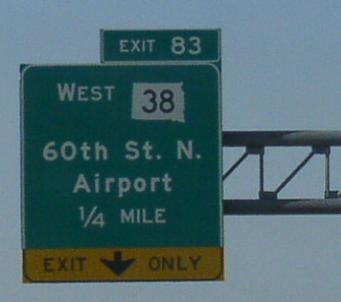 EXIT 83
WEST 38
60th St. N.
Airport
1/4 MILE
EXIT ONLY